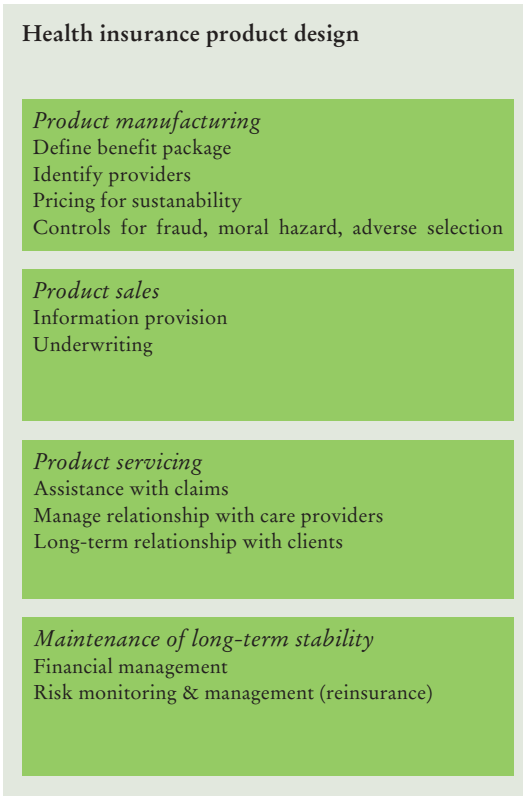 Health insurance product design
Product manufacturing
Define benefit package
Identify providers
Pricing for sustanability
Controls for fraud, moral hazard, adverse selection
Product sales
Information provision
Underwriting
Product servicing
Assistance with claims
Manage relationship with care providers
Long-term relationship with clients
Maintenance of long-term stability
Financial management
Risk monitoring & management (reinsurance)